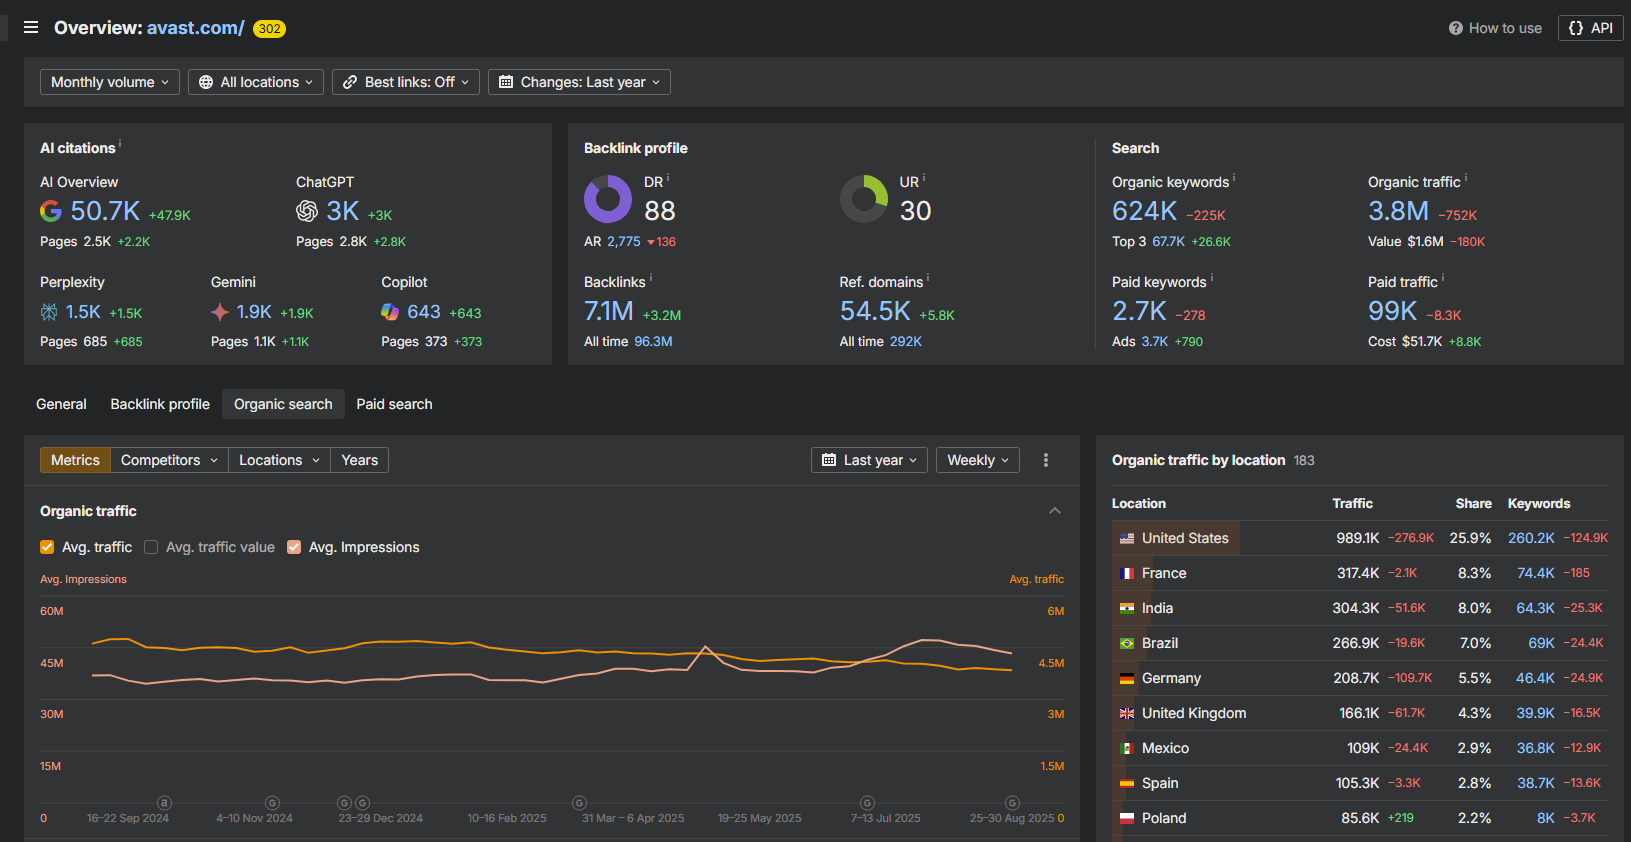 Overview: avast.com/ 302
How to use
{} API
Monthly volume
All locations
Best links: Off
Changes: Last year
AI citations i
AI Overview
50.7K +47.9K
Pages 2.5K +2.2K
ChatGPT
3K +3K
Pages 2.8K +2.8K
Perplexity
1.5K +1.5K
Pages 685 +685
Gemini
1.9K +1.9K
Pages 1.1K +1.1K
Copilot
643 +643
Pages 373 +373
Backlink profile
DR i
88
AR 2,775 136
UR i
30
Backlinks i
7.1M +3.2M
All time 96.3M
Ref. domains i
54.5K +5.8K
All time 292K
Search
Organic keywords i
624K −225K
Top 3 67.7K +26.6K
Organic traffic i
3.8M −752K
Value $1.6M −180K
Paid keywords i
2.7K −278
Ads 3.7K +790
Paid traffic i
99K −8.3K
Cost $51.7K +8.8K
General
Backlink profile
Organic search
Paid search
Metrics
Competitors
Locations
Years
Last year
Weekly
Organic traffic
Avg. traffic
Avg. traffic value
Avg. Impressions
Avg. Impressions
Avg. traffic
60M 6M
45M 4.5M
30M 3M
15M 1.5M
a G G G G G G
0 16–22 Sep 2024 4–10 Nov 2024 23–29 Dec 2024 10–16 Feb 2025 31 Mar – 6 Apr 2025 19–25 May 2025 7–13 Jul 2025 25–30 Aug 2025 0
Organic traffic by location 183
Location Traffic Share Keywords
United States 989.1K −276.9K 25.9% 260.2K −124.9K
France 317.4K −2.1K 8.3% 74.4K −185
India 304.3K −51.6K 8.0% 64.3K −25.3K
Brazil 266.9K −19.6K 7.0% 69K −24.4K
Germany 208.7K −109.7K 5.5% 46.4K −24.9K
United Kingdom 166.1K −61.7K 4.3% 39.9K −16.5K
Mexico 109K −24.4K 2.9% 36.8K −12.9K
Spain 105.3K −3.3K 2.8% 38.7K −13.6K
Poland 85.6K +219 2.2% 8K −3.7K